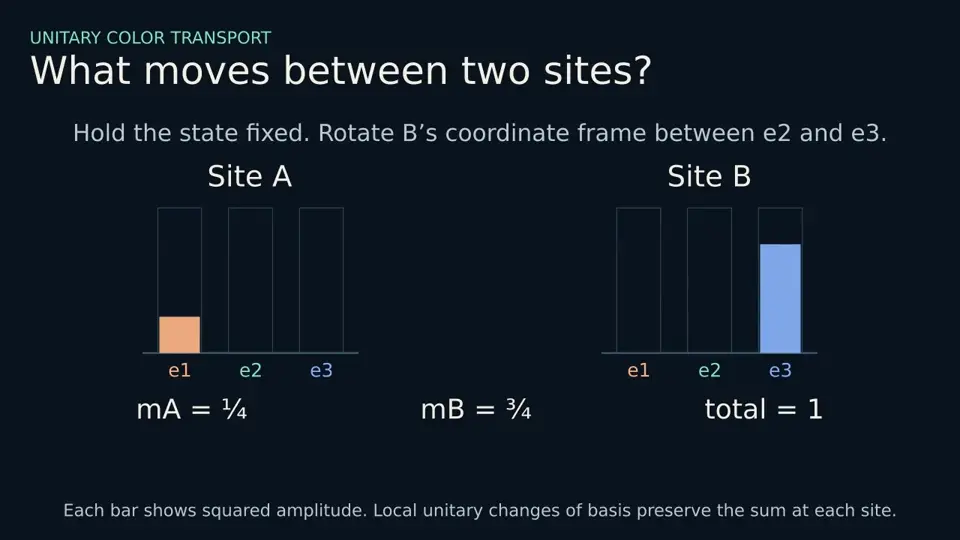 UNITARY COLOR TRANSPORT
What moves between two sites?
Hold the state fixed. Rotate B’s coordinate frame between e2 and e3.
Site A
Site B
e1 e2 e3
e1 e2 e3
mA = ¼
mB = ¾
total = 1
Each bar shows squared amplitude. Local unitary changes of basis preserve the sum at each site.